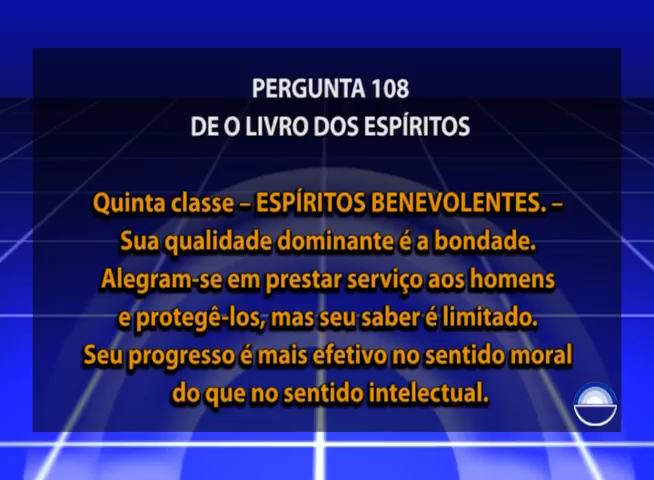 PERGUNTA 108
DE O LIVRO DOS ESPÍRITOS
Quinta classe – ESPÍRITOS BENEVOLENTES. –
Sua qualidade dominante é a bondade.
Alegram-se em prestar serviço aos homens
e protegê-los, mas seu saber é limitado.
Seu progresso é mais efetivo no sentido moral
do que no sentido intelectual.